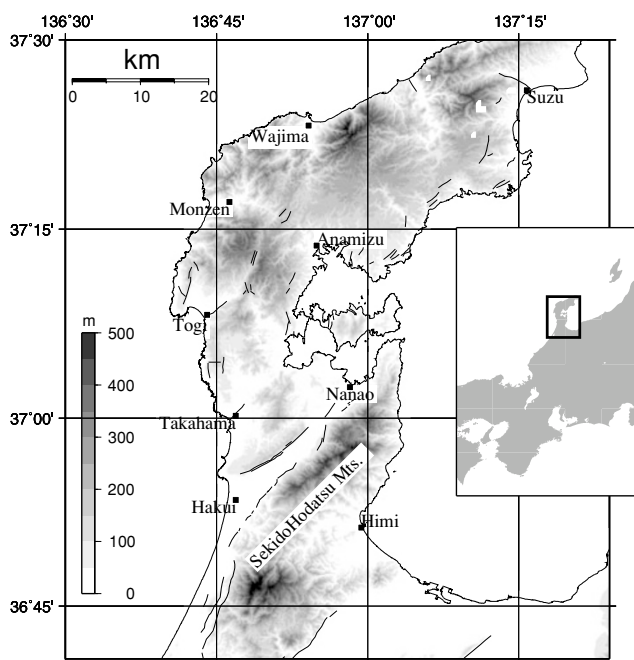 136˚30' 136˚45' 137˚00' 137˚15'
37˚30'
km
0 10 20
Suzu
Wajima
Monzen
37˚15'
Anamizu
Togi
m
500
400
300
200
100
0
Nanao
37˚00'
Takahama
SekidoHodatsu Mts.
Hakui
Himi
36˚45'